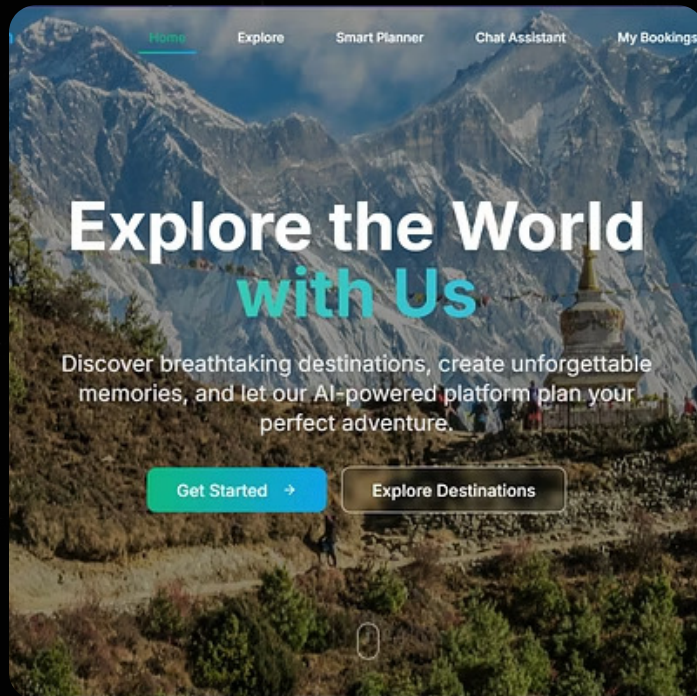 Home Explore Smart Planner Chat Assistant My Bookings
Explore the World
with Us
Discover breathtaking destinations, create unforgettable
memories, and let our AI-powered platform plan your
perfect adventure.
Get Started → Explore Destinations